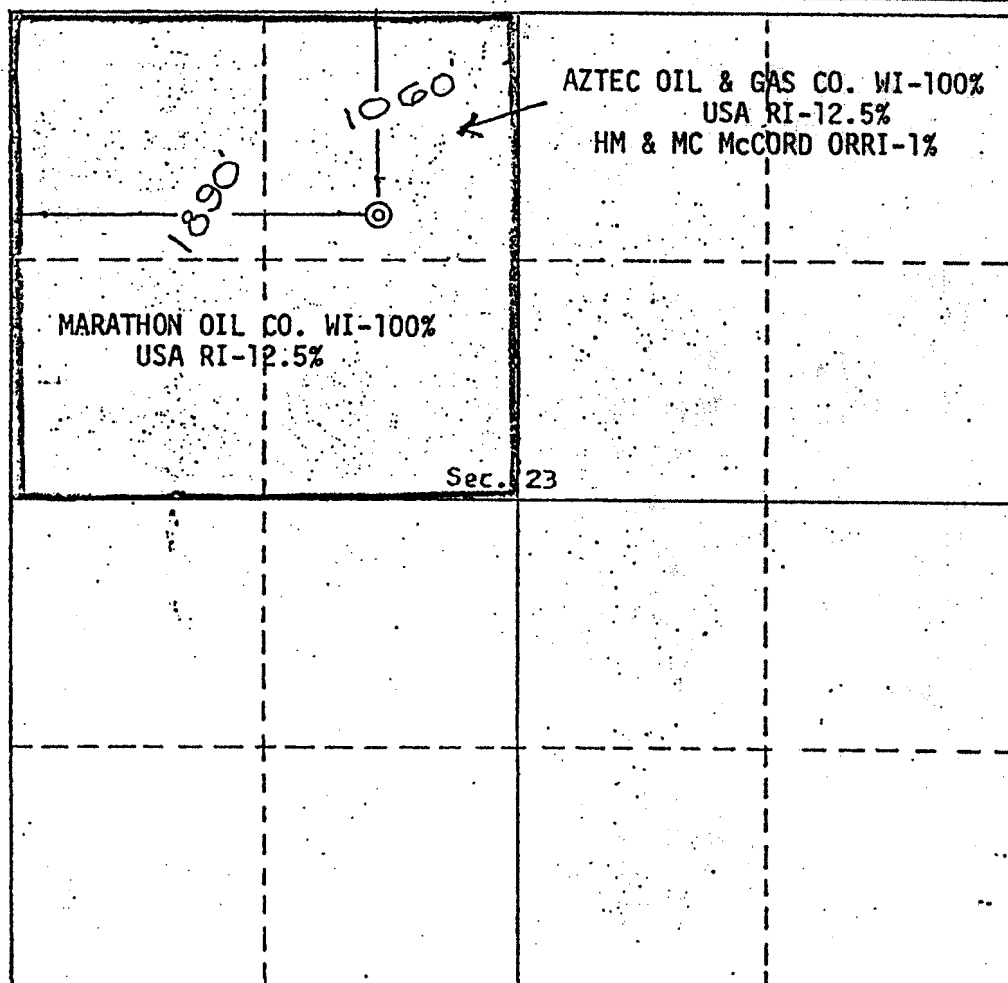 1060'
AZTEC OIL & GAS CO. WI-100%
USA RI-12.5%
HM & MC McCORD ORRI-1%
1890'
MARATHON OIL CO. WI-100%
USA RI-12.5%
Sec. 23